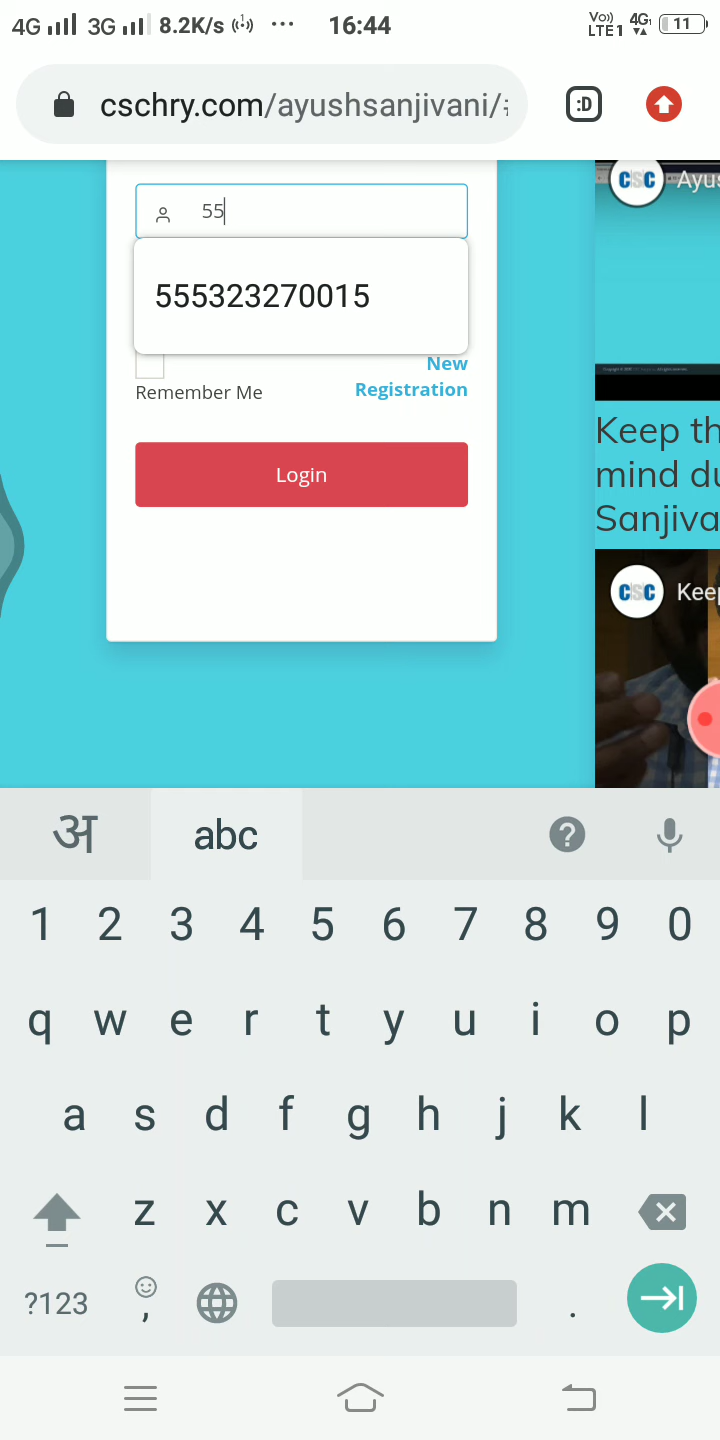 4G 3G 8.2K/s ... 16:44 Vo)) LTE 1 4G 11
cschry.com/ayushsanjivani/
:D
55
555323270015
Remember Me
New
Registration
Login
CSC Ayus
Keep th
mind du
Sanjiva
CSC Keep
अ abc ?
1 2 3 4 5 6 7 8 9 0
q w e r t y u i o p
a s d f g h j k l
z x c v b n m
?123 , .